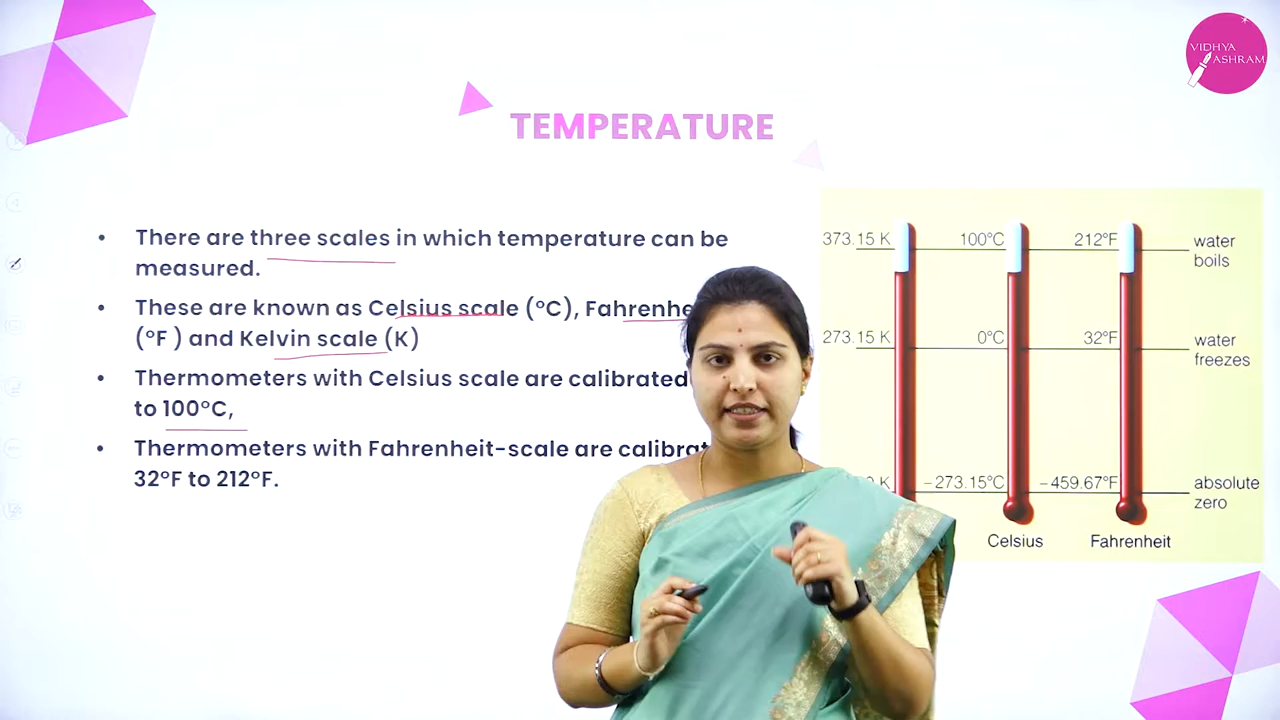 VIDHYA
ASHRAM
TEMPERATURE
• There are three scales in which temperature can be
measured.
• These are known as Celsius scale (°C),
(°F ) and Kelvin scale (K)
• Thermometers with Celsius scale are calibrated
to 100°C,
• Thermometers with Fahrenheit-scale are
32°F to 212°F.
373.15 K 100°C 212°F water
boils
273.15 K 0°C 32°F water
freezes
K −273.15°C −459.67°F absolute
zero
Celsius Fahrenheit